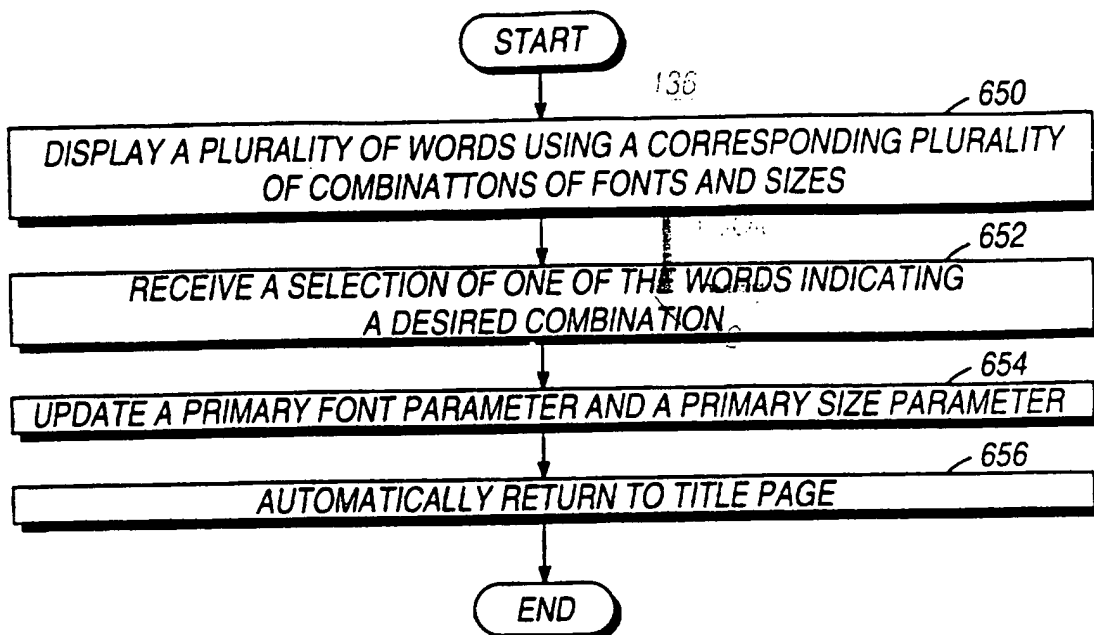 START
136
650
DISPLAY A PLURALITY OF WORDS USING A CORRESPONDING PLURALITY
OF COMBINATTONS OF FONTS AND SIZES
652
RECEIVE A SELECTION OF ONE OF THE WORDS INDICATING
A DESIRED COMBINATION
654
UPDATE A PRIMARY FONT PARAMETER AND A PRIMARY SIZE PARAMETER
656
AUTOMATICALLY RETURN TO TITLE PAGE
END